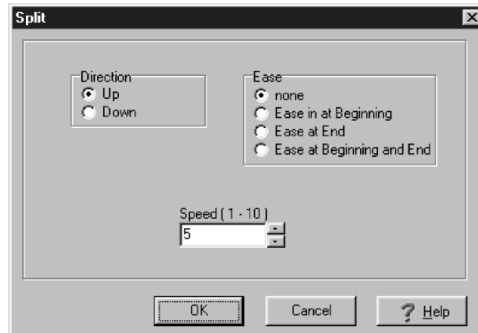 Split
Direction
Up
Down
Ease
none
Ease in at Beginning
Ease at End
Ease at Beginning and End
Speed ( 1 - 10 )
5
OK
Cancel
? Help